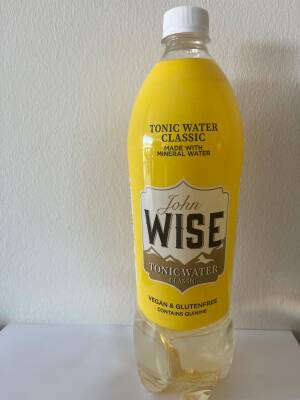 TONIC WATER
CLASSIC
MADE WITH
MINERAL WATER
John
WISE
TONIC WATER
CLASSIC
VEGAN & GLUTENFREE
CONTAINS QUININE